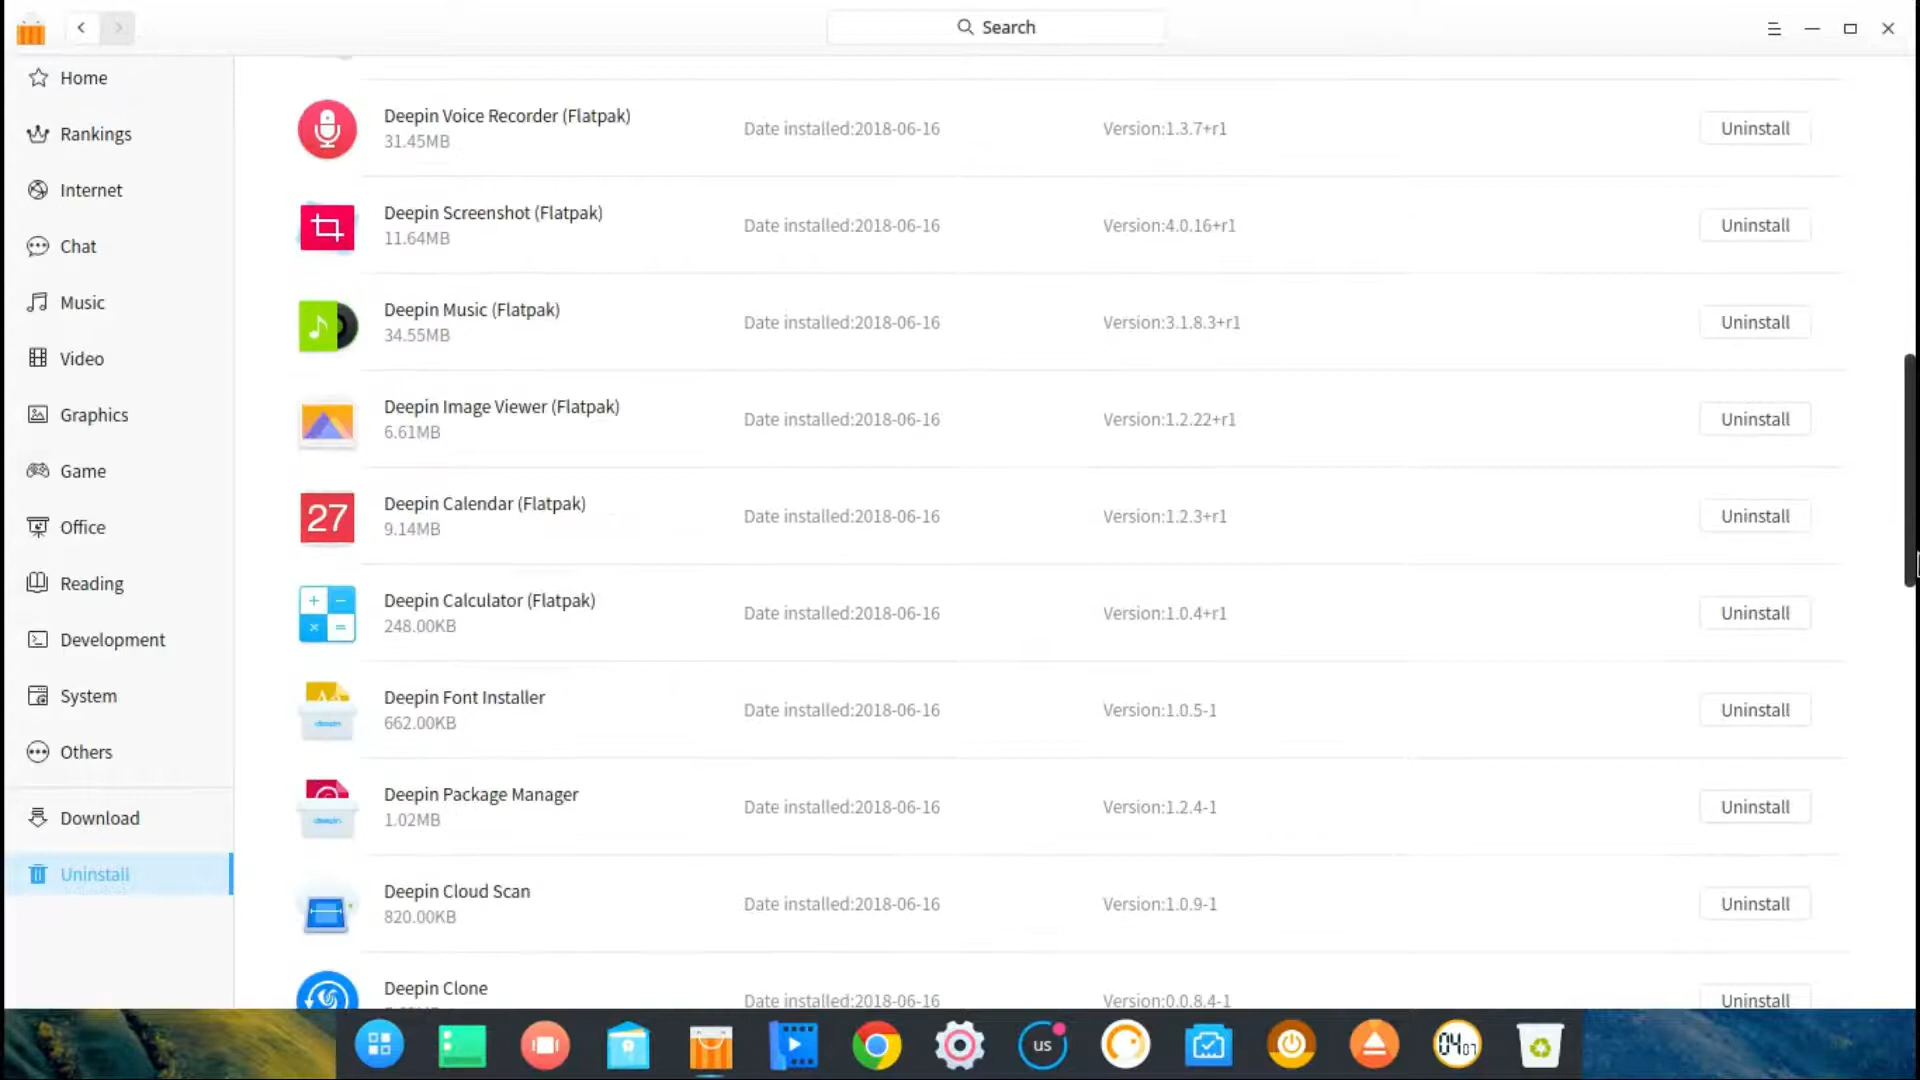 Search
Home
Rankings
Internet
Chat
Music
Video
Graphics
Game
Office
Reading
Development
System
Others
Download
Uninstall
Deepin Voice Recorder (Flatpak)
31.45MB
Date installed:2018-06-16
Version:1.3.7+r1
Uninstall
Deepin Screenshot (Flatpak)
11.64MB
Date installed:2018-06-16
Version:4.0.16+r1
Uninstall
Deepin Music (Flatpak)
34.55MB
Date installed:2018-06-16
Version:3.1.8.3+r1
Uninstall
Deepin Image Viewer (Flatpak)
6.61MB
Date installed:2018-06-16
Version:1.2.22+r1
Uninstall
27
Deepin Calendar (Flatpak)
9.14MB
Date installed:2018-06-16
Version:1.2.3+r1
Uninstall
Deepin Calculator (Flatpak)
248.00KB
Date installed:2018-06-16
Version:1.0.4+r1
Uninstall
deepin
Deepin Font Installer
662.00KB
Date installed:2018-06-16
Version:1.0.5-1
Uninstall
deepin
Deepin Package Manager
1.02MB
Date installed:2018-06-16
Version:1.2.4-1
Uninstall
Deepin Cloud Scan
820.00KB
Date installed:2018-06-16
Version:1.0.9-1
Uninstall
Deepin Clone
Date installed:2018-06-16
Version:0.0.8.4-1
Uninstall
us
04 07